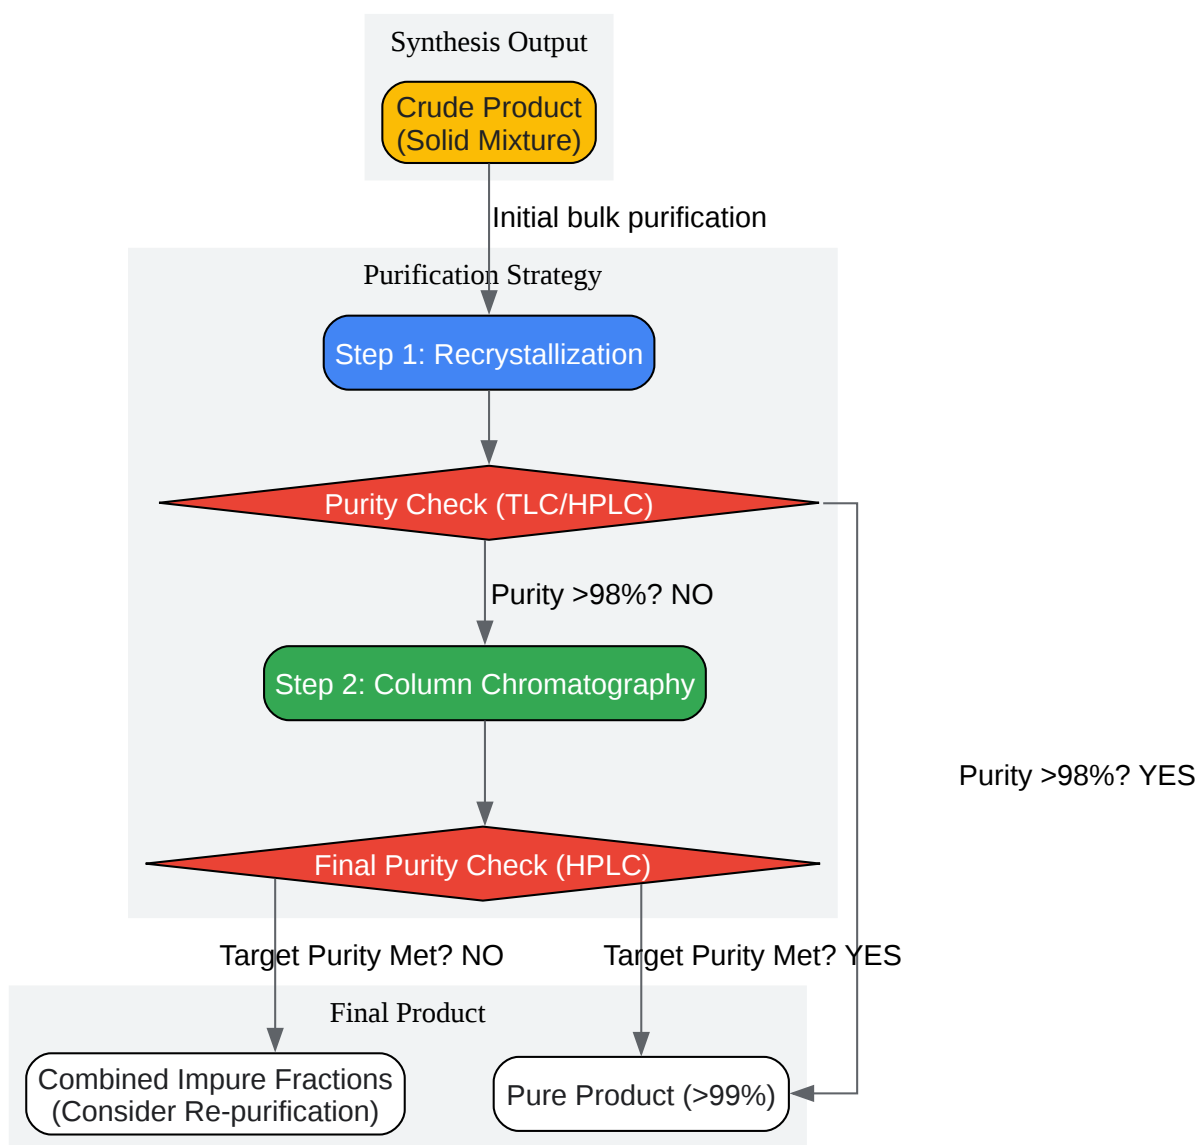 Synthesis Output
Crude Product
(Solid Mixture)
Initial bulk purification
Purification Strategy
Step 1: Recrystallization
Purity Check (TLC/HPLC)
Purity >98%? NO
Step 2: Column Chromatography
Purity >98%? YES
Final Purity Check (HPLC)
Target Purity Met? NO
Target Purity Met? YES
Final Product
Combined Impure Fractions
(Consider Re-purification)
Pure Product (>99%)